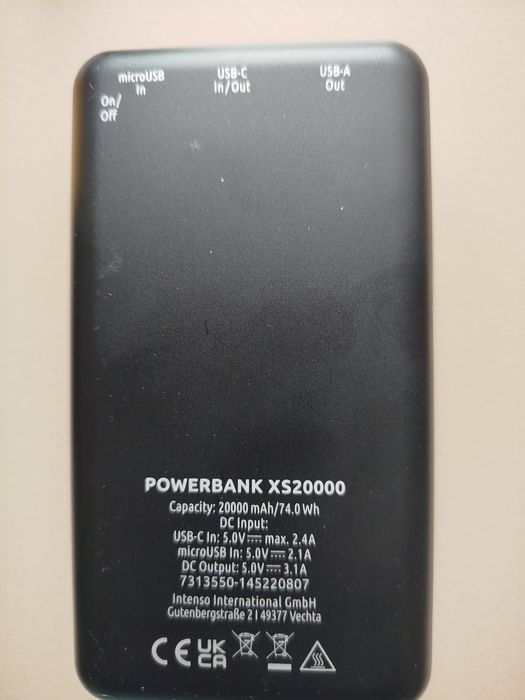 microUSB
In
USB-C
In/Out
USB-A
Out
On/
Off
POWERBANK XS20000
Capacity: 20000 mAh/74.0 Wh
DC Input:
USB-C In: 5.0V⎓ max. 2.4A
microUSB In: 5.0V⎓ 2.1A
DC Output: 5.0V⎓ 3.1A
7313550-145220807
Intenso International GmbH
Gutenbergstraße 2 I 49377 Vechta
CE UK
CA